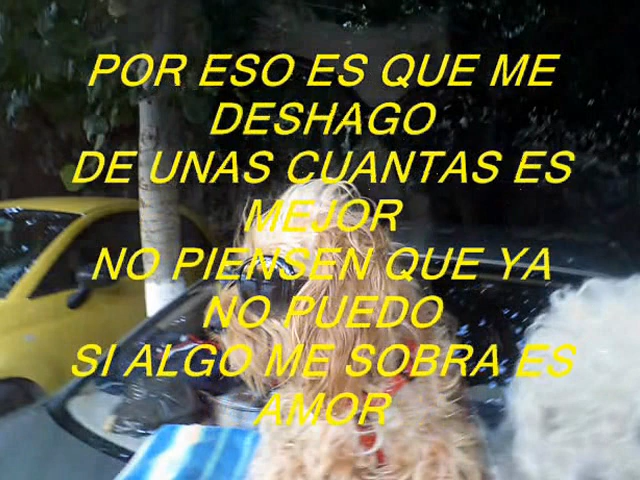 POR ESO ES QUE ME
DESHAGO
DE UNAS CUANTAS ES
MEJOR
NO PIENSEN QUE YA
NO PUEDO
SI ALGO ME SOBRA ES
AMOR